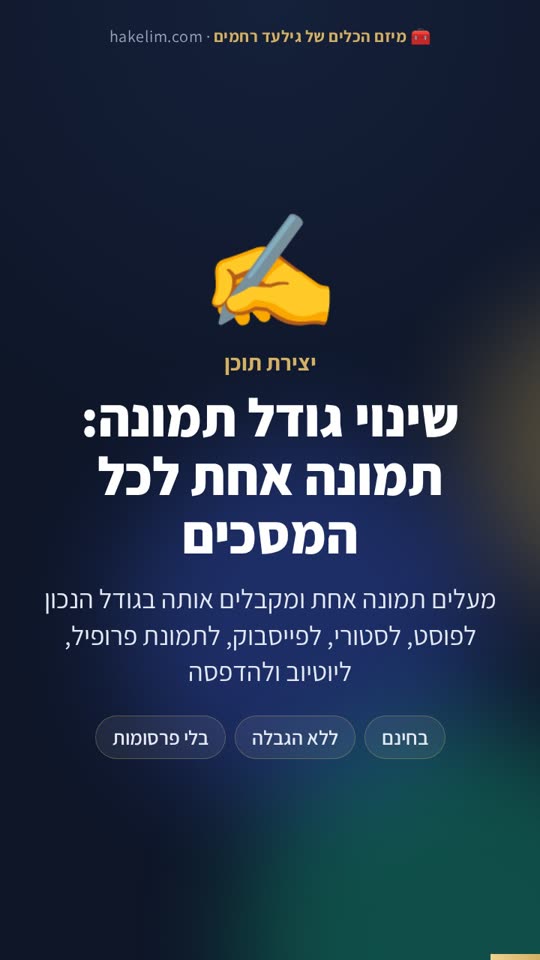 🧰 מיזם הכלים של גילעד רחמים · hakelim.com
יצירת תוכן
שינוי גודל תמונה:
תמונה אחת לכל
המסכים
מעלים תמונה אחת ומקבלים אותה בגודל הנכון
לפוסט, לסטורי, לפייסבוק, לתמונת פרופיל,
ליוטיוב ולהדפסה
בחינם
ללא הגבלה
בלי פרסומות